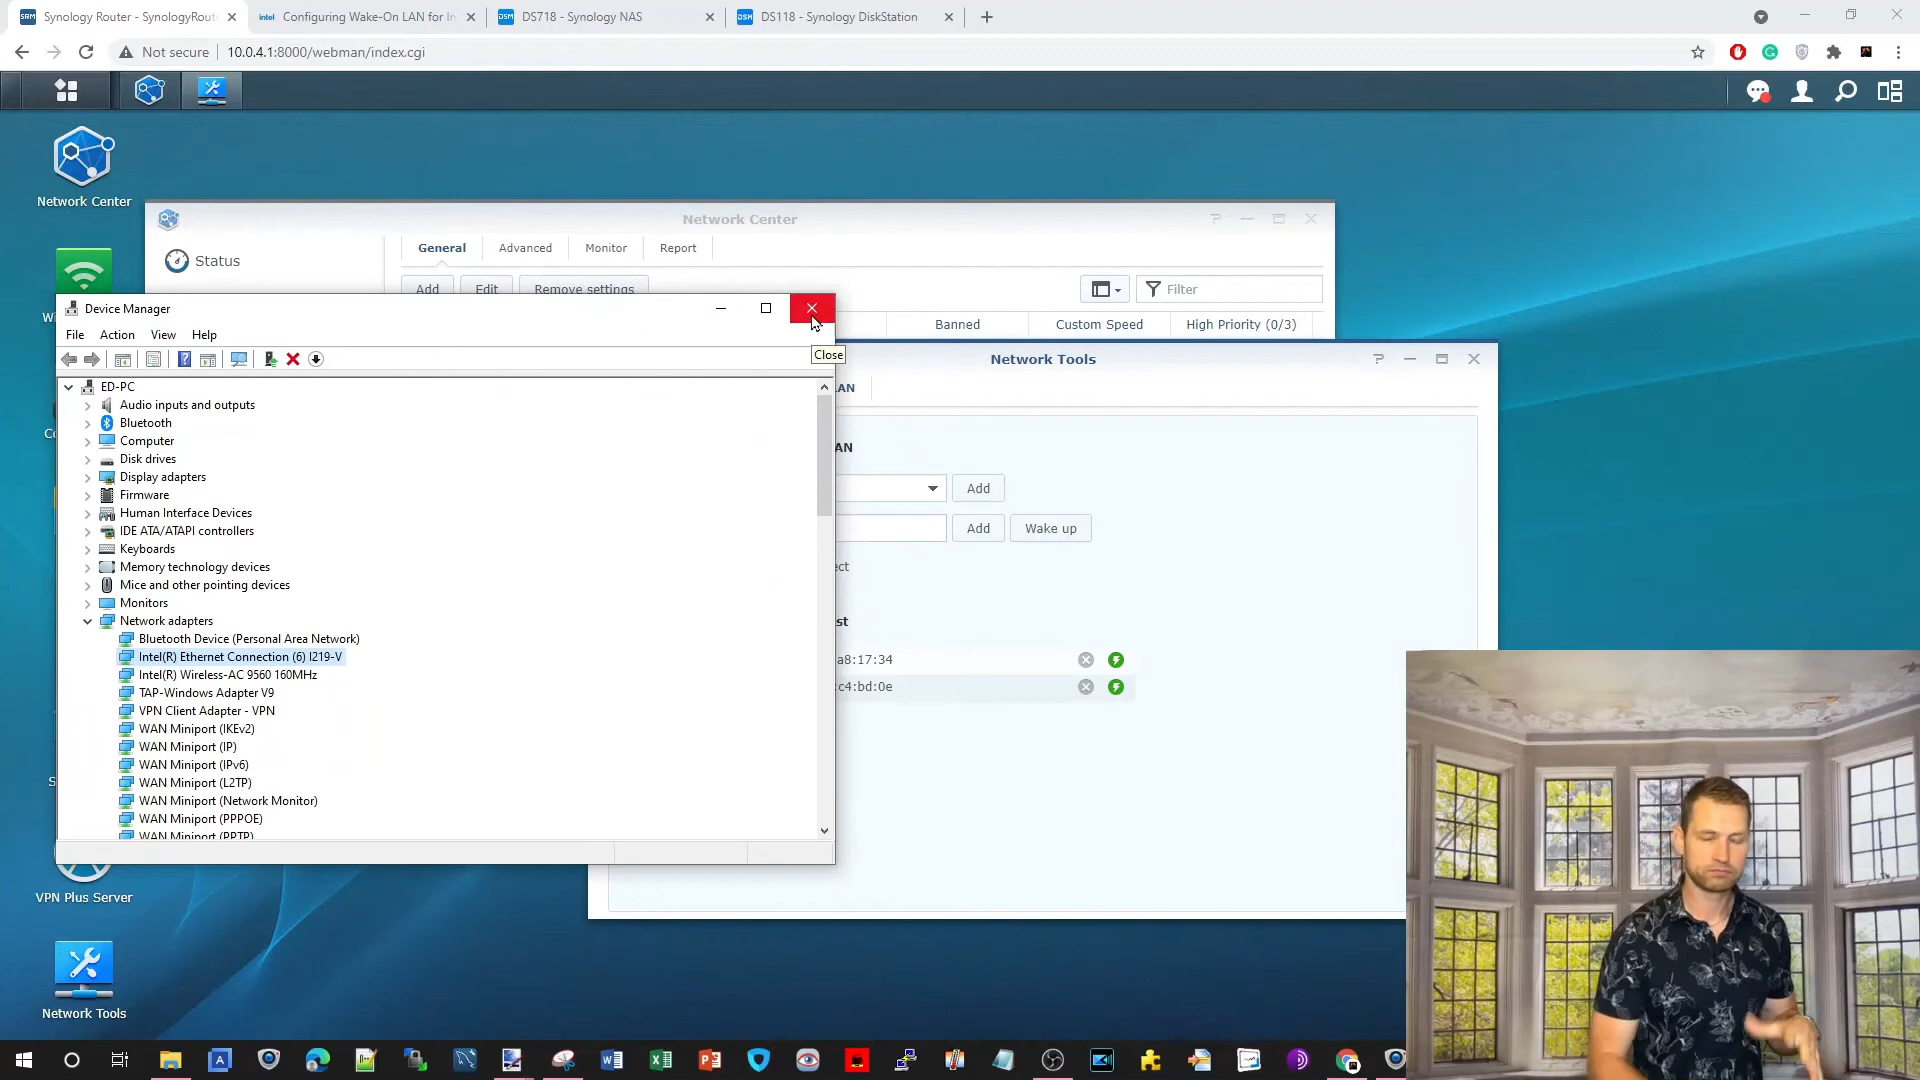 SRM Synology Router - SynologyRout
intel Configuring Wake-On LAN for In
DSM DS718 - Synology NAS
DSM DS118 - Synology DiskStation
Not secure 10.0.4.1:8000/webman/index.cgi
Network Center
Network Center
Status
General Advanced Monitor Report
Add Edit Remove settings Filter
Banned Custom Speed High Priority (0/3)
Device Manager
File Action View Help
Close
Network Tools
AN
ED-PC
Audio inputs and outputs
Bluetooth
Computer
Disk drives
Display adapters
Firmware
Human Interface Devices
IDE ATA/ATAPI controllers
Keyboards
Memory technology devices
Mice and other pointing devices
Monitors
Network adapters
Bluetooth Device (Personal Area Network)
Intel(R) Ethernet Connection (6) I219-V
Intel(R) Wireless-AC 9560 160MHz
TAP-Windows Adapter V9
VPN Client Adapter - VPN
WAN Miniport (IKEv2)
WAN Miniport (IP)
WAN Miniport (IPv6)
WAN Miniport (L2TP)
WAN Miniport (Network Monitor)
WAN Miniport (PPPOE)
WAN Miniport (PPTP)
AN
Add
Add Wake up
ect
st
a8:17:34
:c4:bd:0e
VPN Plus Server
Network Tools